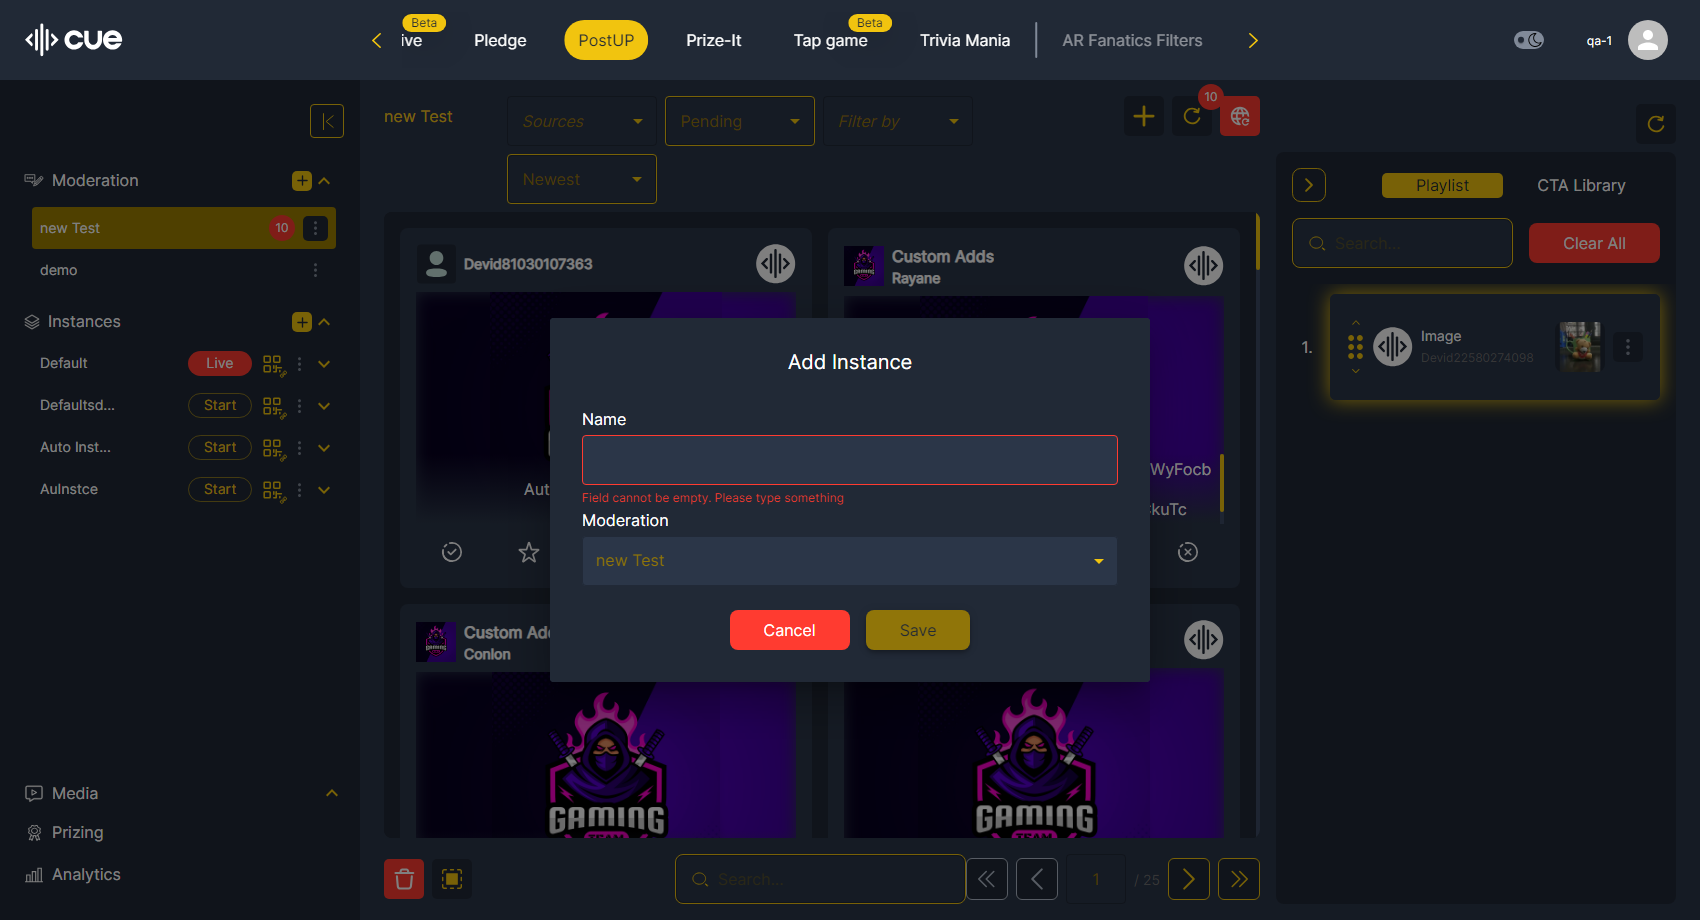 cue
Beta
Beta
ive
Pledge
PostUP
Prize-It
Tap game
Trivia Mania
AR Fanatics Filters
qa-1
new Test
Sources
Pending
Filter by
10
Newest
Moderation
new Test
10
demo
Instances
Default
Live
Defaultsd...
Start
Auto Inst...
Start
AuInstce
Start
Media
Prizing
Analytics
Devid81030107363
Custom Adds
Rayane
Aut
WyFocb
kuTc
Custom Ad
Conlon
GAMING
TEAM
GAMING
TEAM
Add Instance
Name
Field cannot be empty. Please type something
Moderation
new Test
Cancel
Save
Search...
1
/ 25
Playlist
CTA Library
Search...
Clear All
1.
Image
Devid22580274098